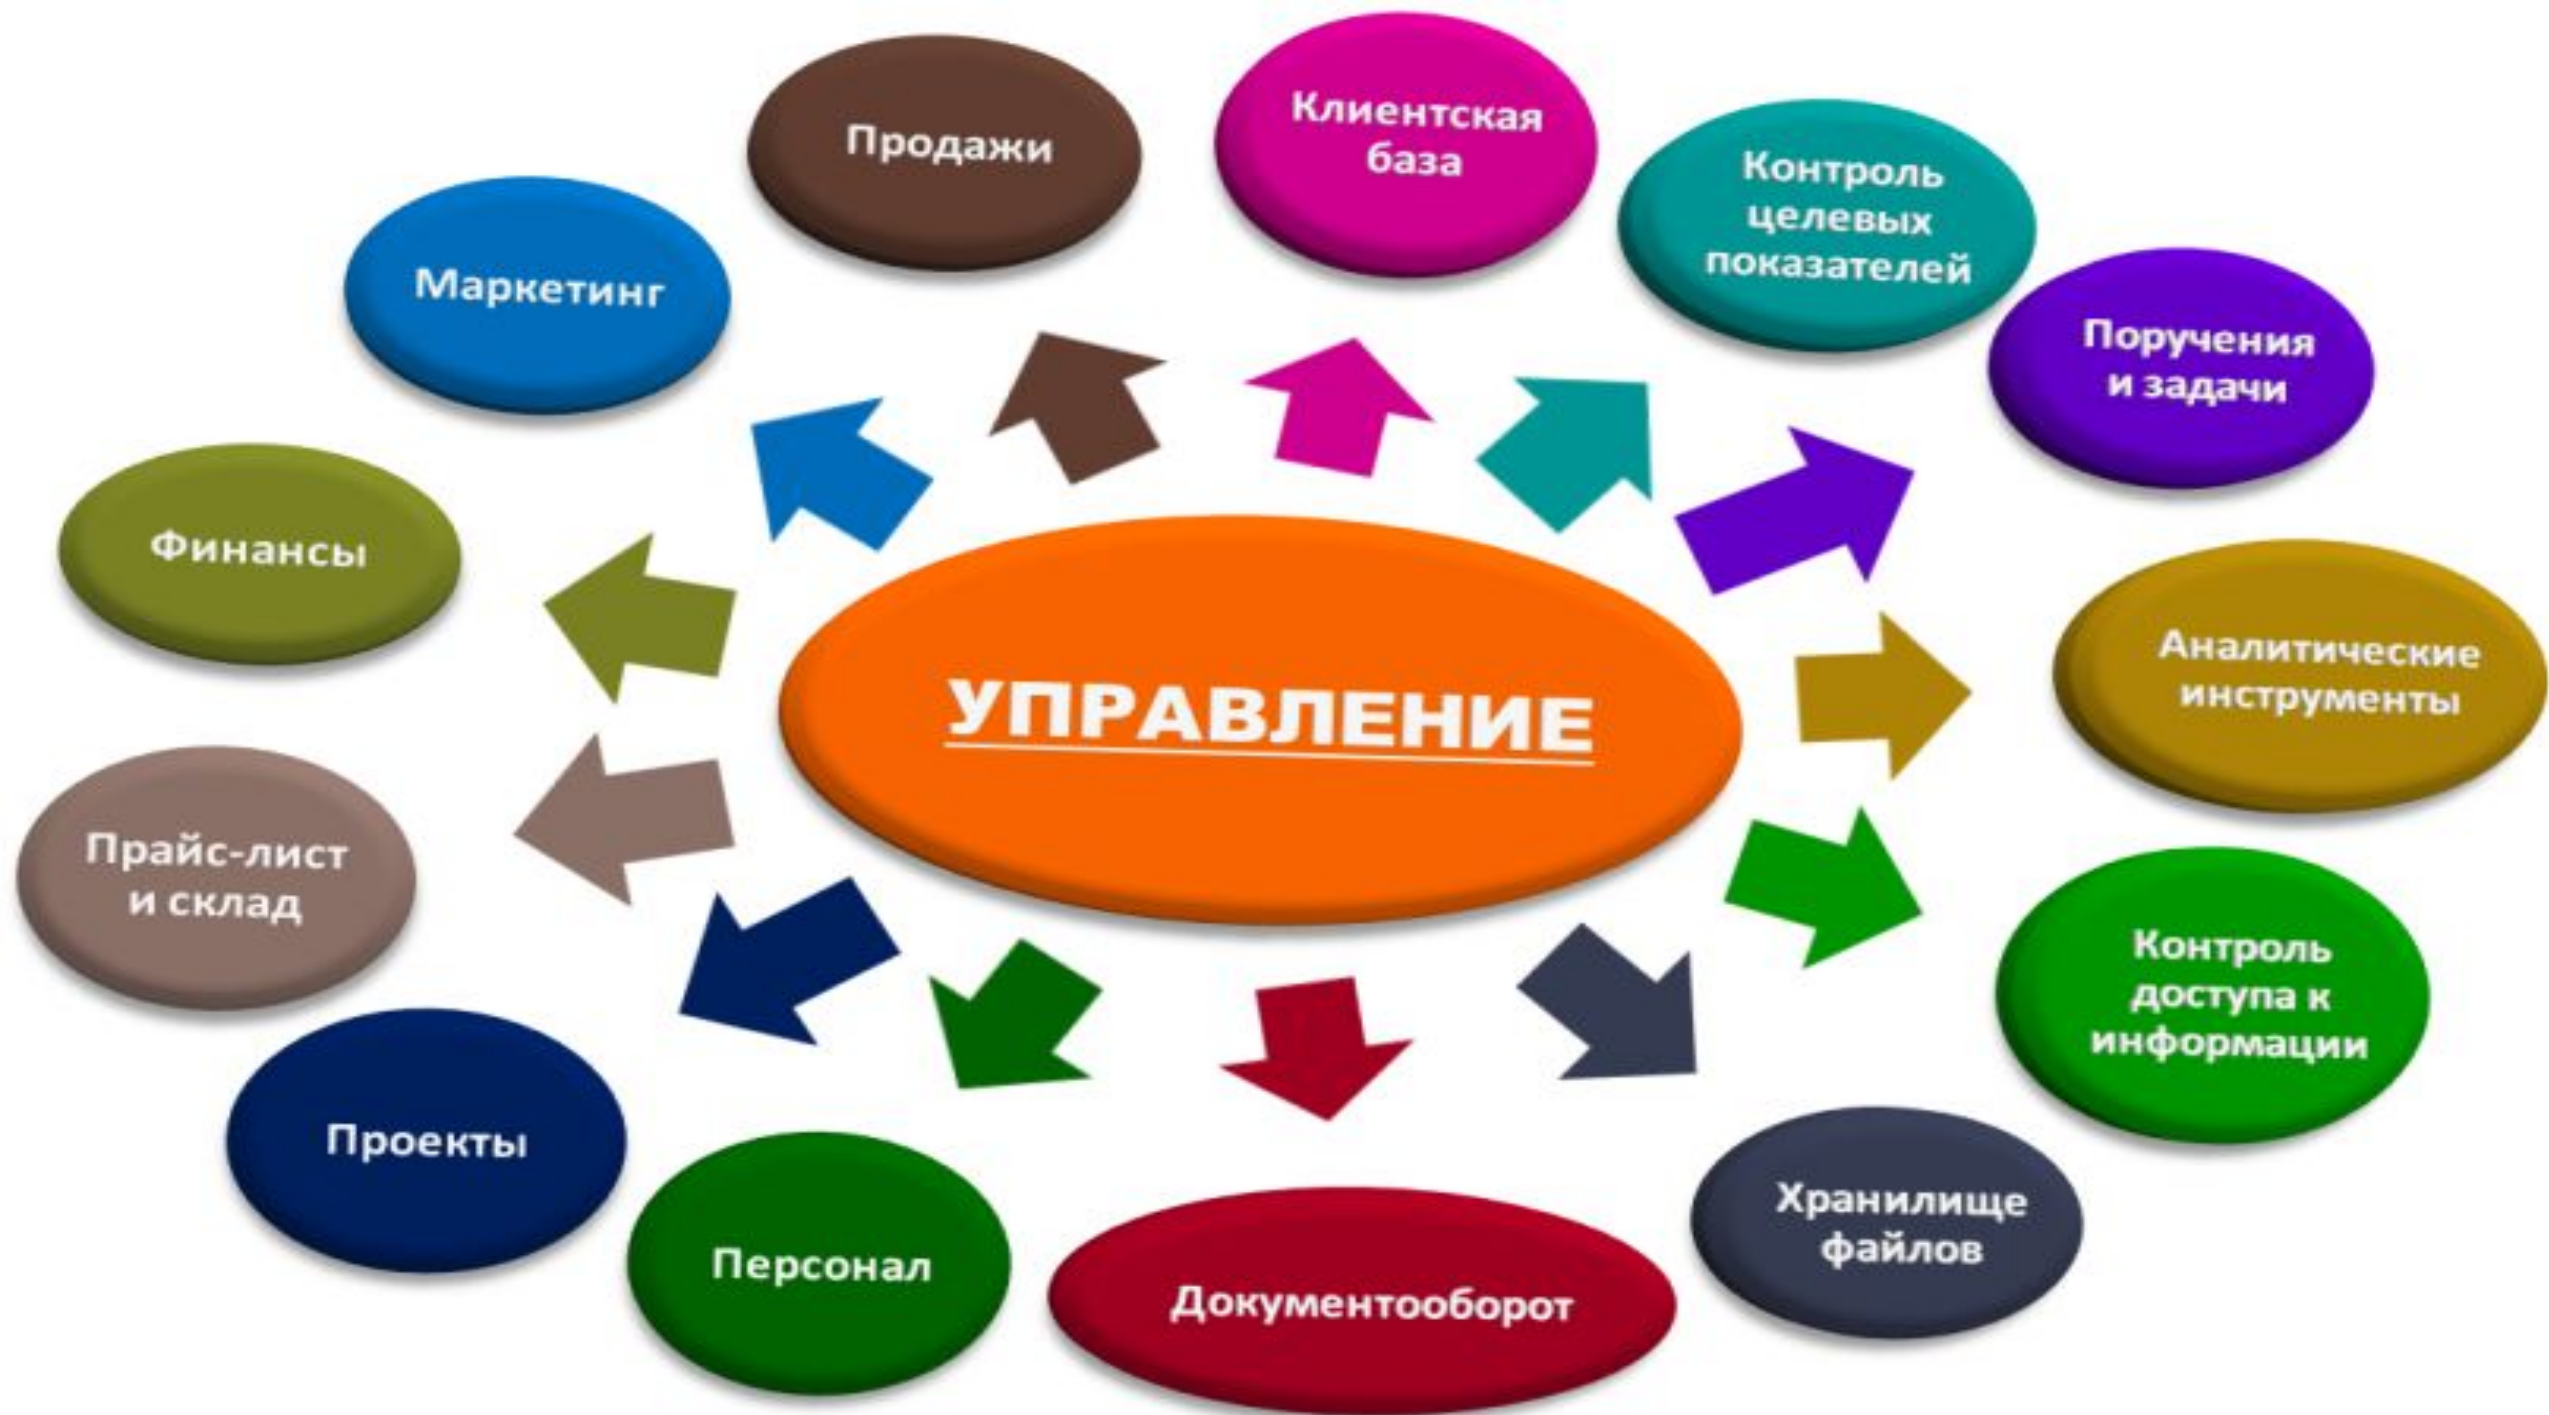 Продажи
Клиентская
база
Контроль
целевых
показателей
Поручения
и задачи
Аналитические
инструменты
Контроль
доступа к
информации
Хранилище
файлов
Документооборот
Персонал
Проекты
Прайс-лист
и склад
Финансы
Маркетинг
УПРАВЛЕНИЕ